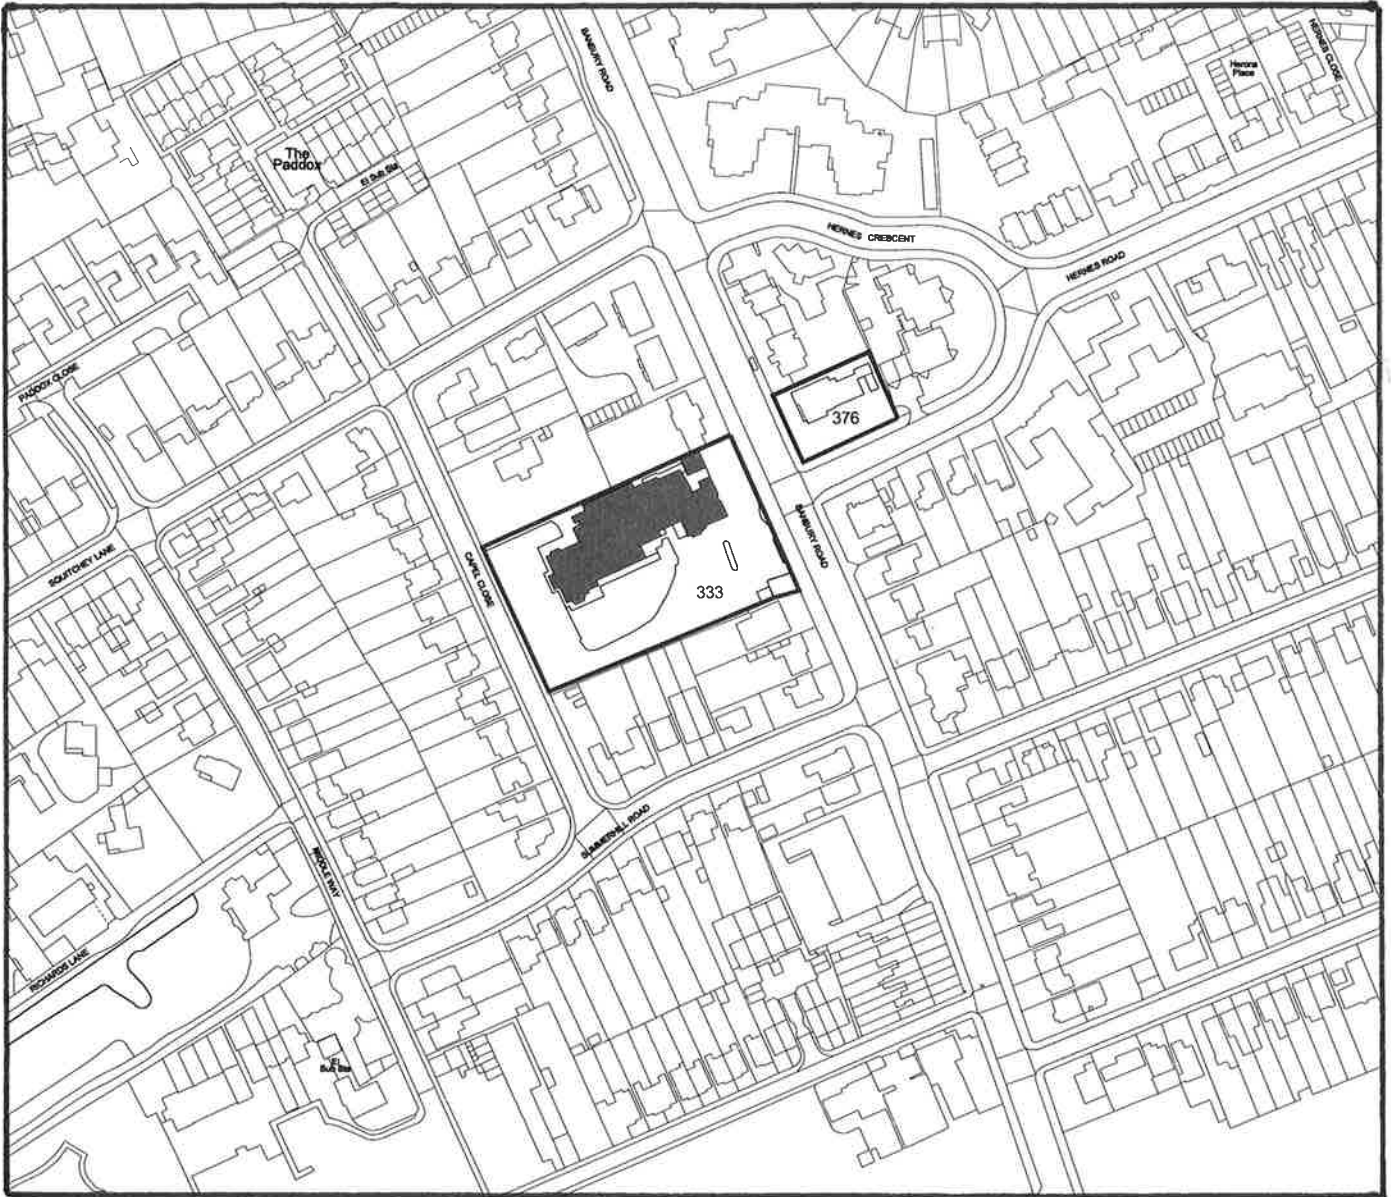 BANBURY ROAD
HERNES CLOSE
Herons
Place
The
Paddox
El Sub Sta
HERNES CRESCENT
HERNES ROAD
PADDOX CLOSE
376
BANBURY ROAD
SQUITCHEY LANE
CAPEL CLOSE
333
SUMMERHILL ROAD
MIDDLE WAY
RICHARDS LANE
El
Sub Sta